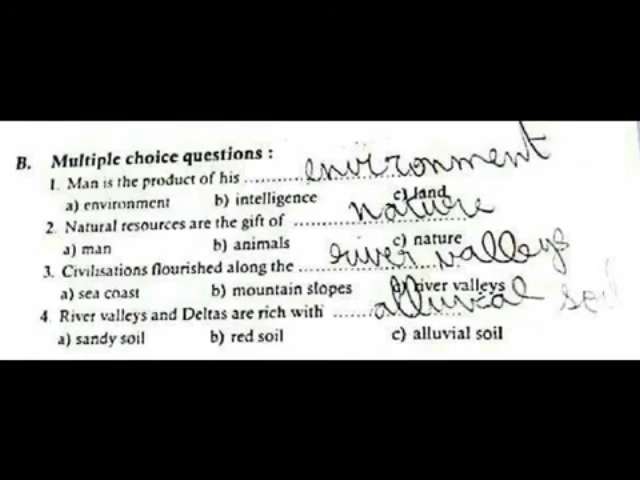 B. Multiple choice questions :
1. Man is the product of his .......... environment
a) environment b) intelligence c) land
2. Natural resources are the gift of .......... nature
a) man b) animals c) nature
3. Civilisations flourished along the .......... river valleys
a) sea coast b) mountain slopes b) river valleys
4. River valleys and Deltas are rich with .......... alluvial soil
a) sandy soil b) red soil c) alluvial soil